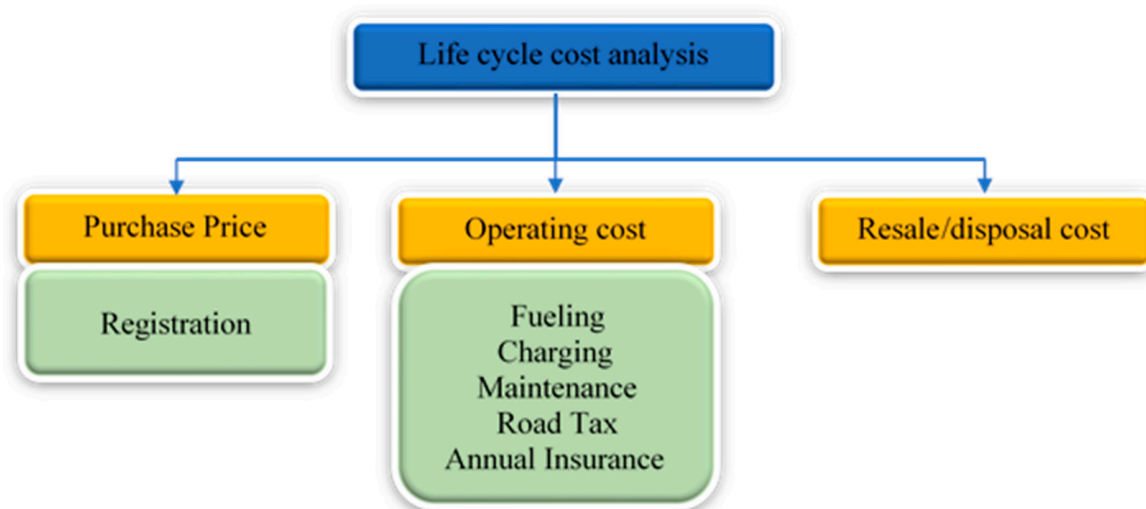 Life cycle cost analysis
Purchase Price
Operating cost
Resale/disposal cost
Registration
Fueling
Charging
Maintenance
Road Tax
Annual Insurance